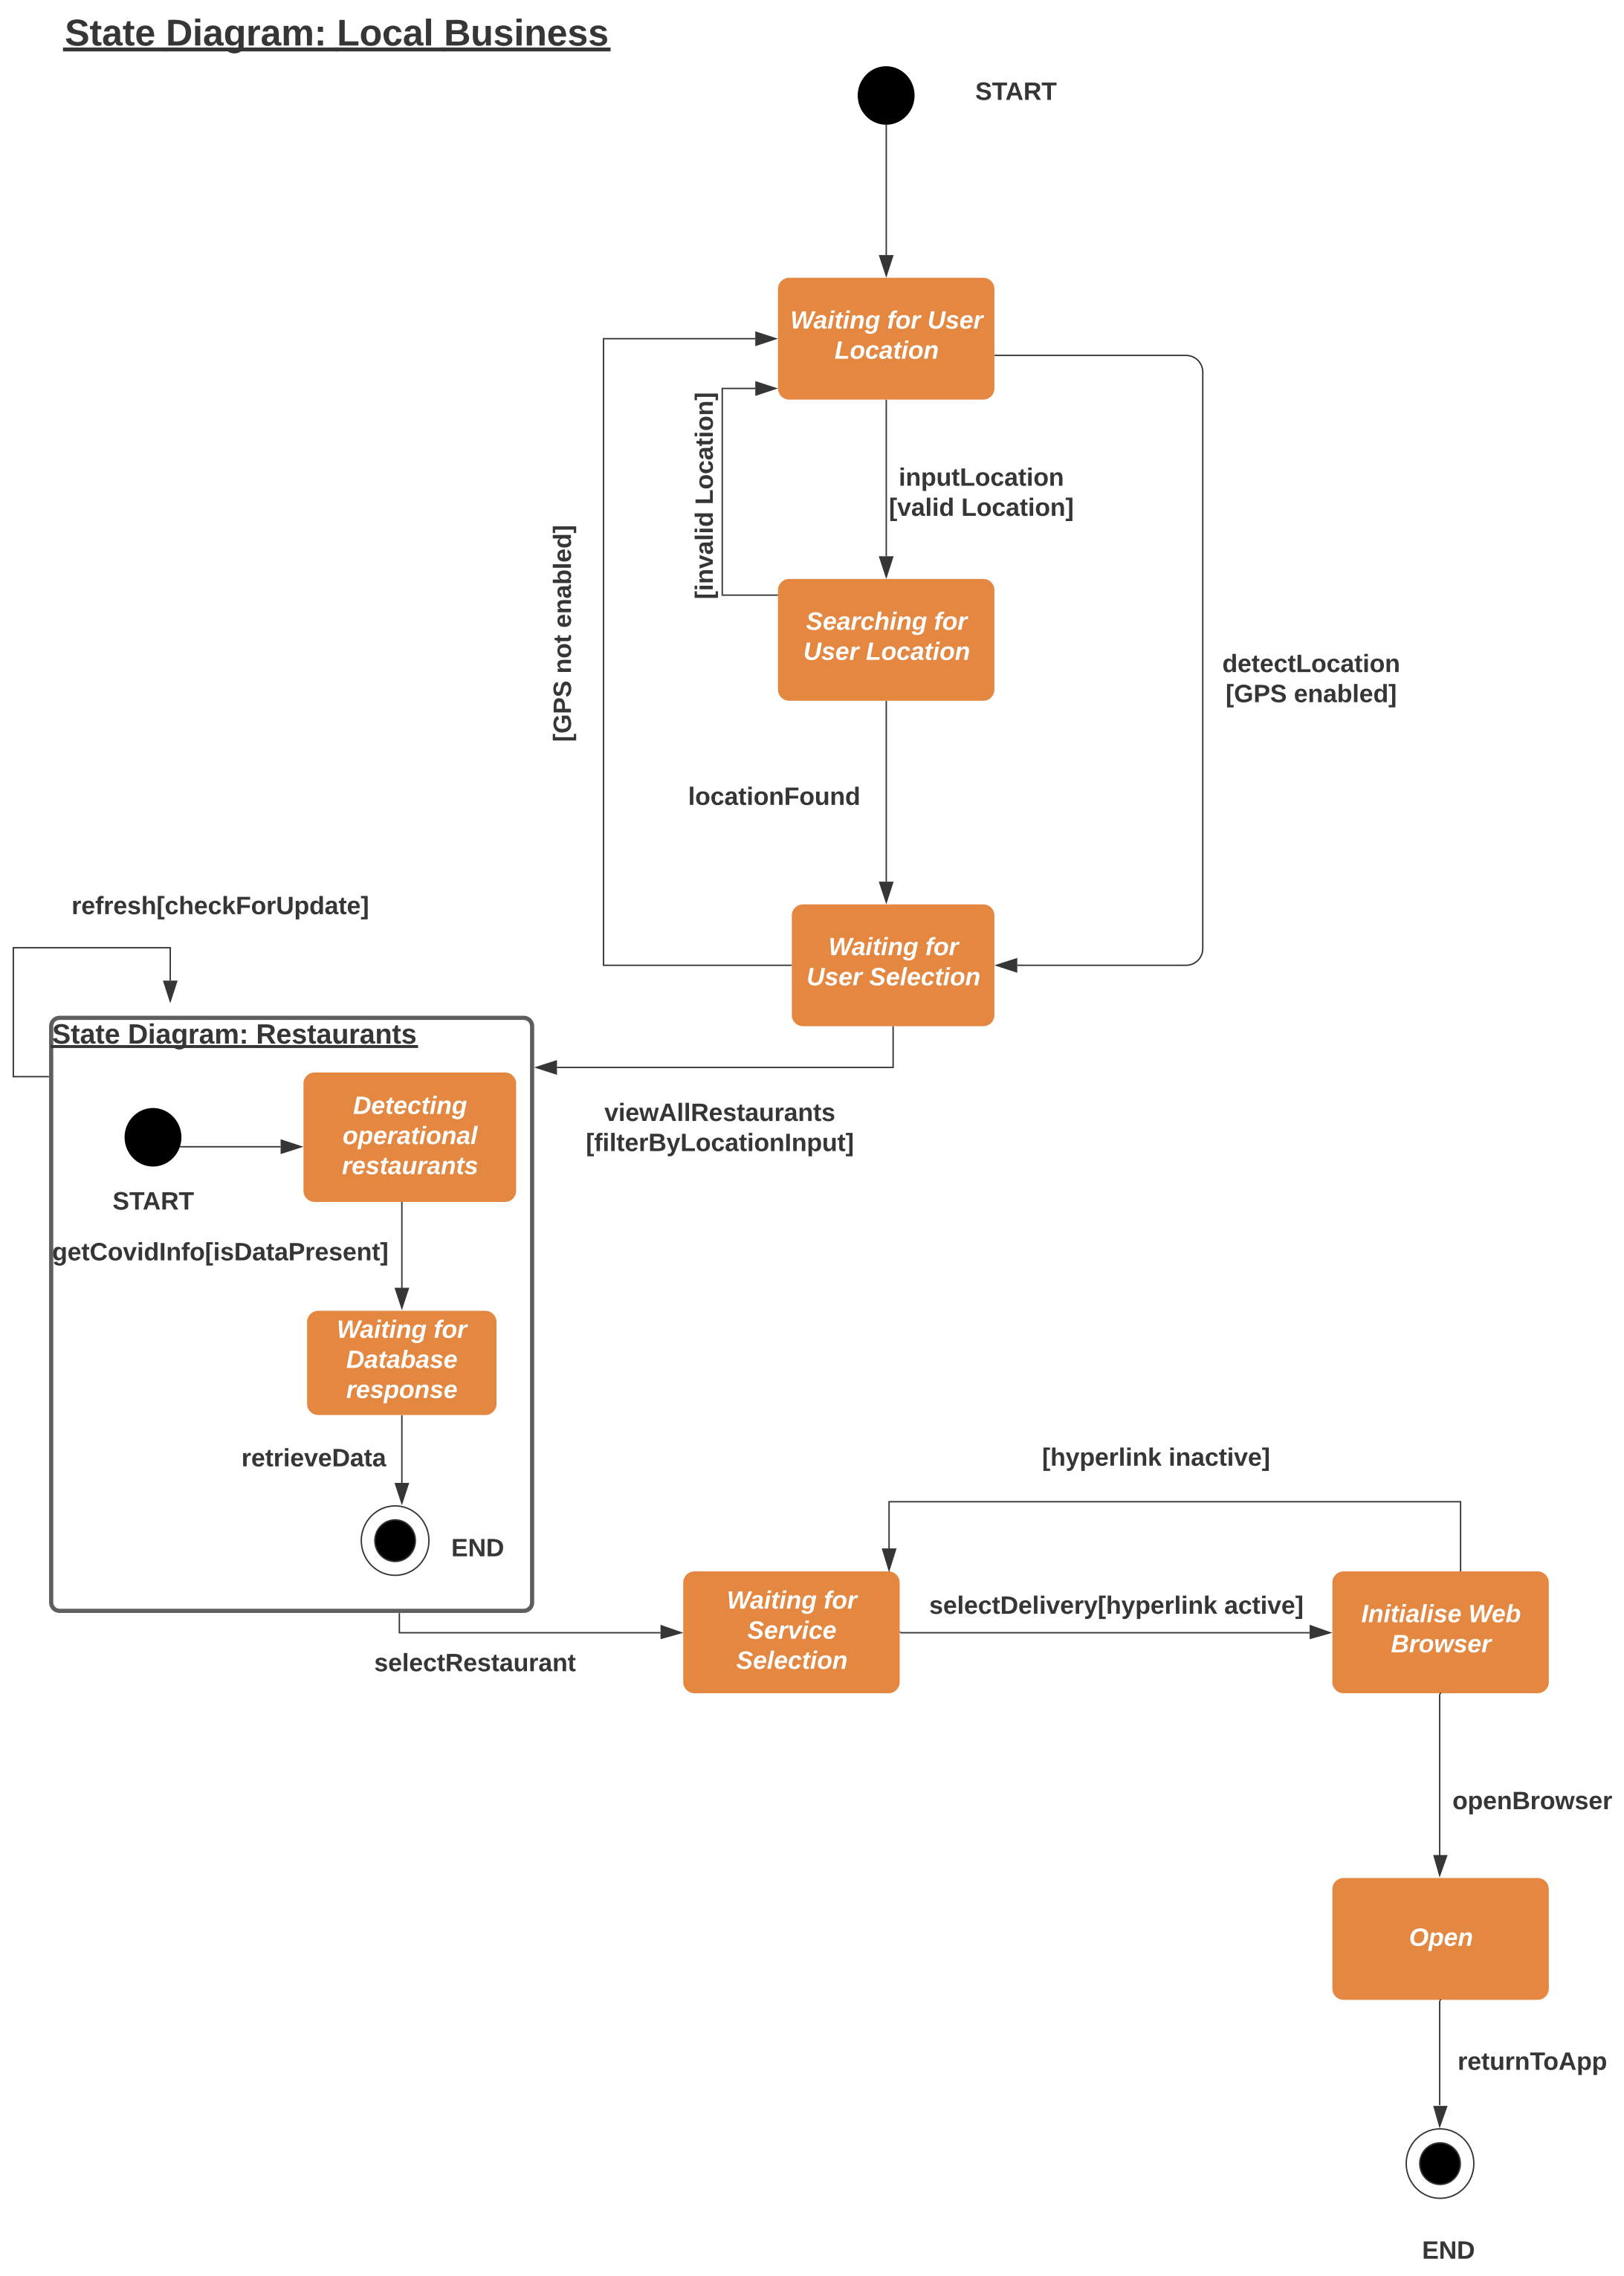 State Diagram: Local Business
START
Waiting for User
Location
[invalid Location]
inputLocation
[valid Location]
[GPS not enabled]
Searching for
User Location
detectLocation
[GPS enabled]
locationFound
refresh[checkForUpdate]
Waiting for
User Selection
State Diagram: Restaurants
Detecting
operational
restaurants
viewAllRestaurants
[filterByLocationInput]
START
getCovidInfo[isDataPresent]
Waiting for
Database
response
retrieveData
END
[hyperlink inactive]
Waiting for
Service
Selection
selectDelivery[hyperlink active]
Initialise Web
Browser
selectRestaurant
openBrowser
Open
returnToApp
END